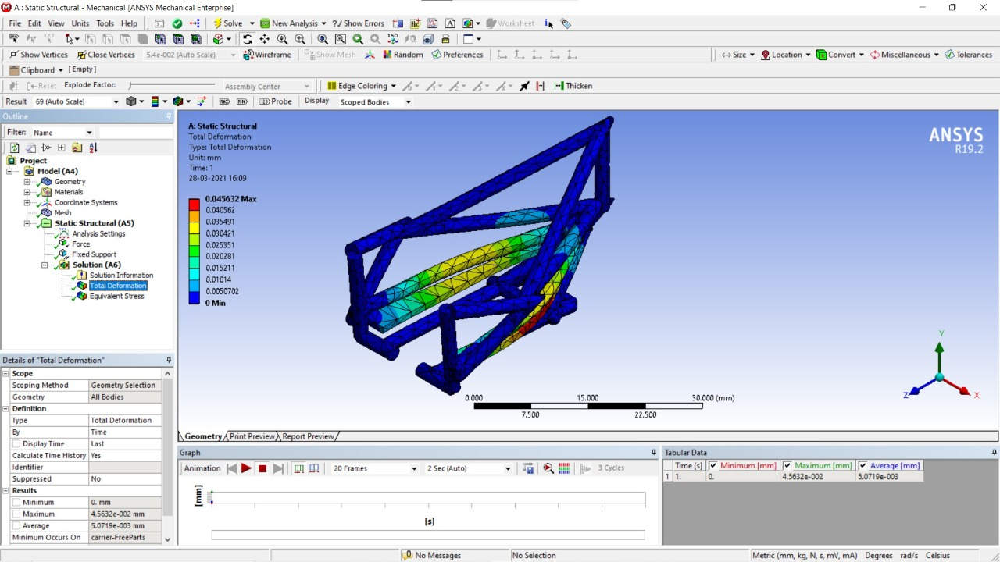 A : Static Structural - Mechanical [ANSYS Mechanical Enterprise]
File Edit View Units Tools Help Solve New Analysis ?/ Show Errors Worksheet
Show Vertices Close Vertices 5.4e-002 (Auto Scale) Wireframe Show Mesh Random Preferences Size Location Convert Miscellaneous Tolerances
Clipboard [ Empty ]
Reset Explode Factor: Assembly Center Edge Coloring Thicken
Result 69 (Auto Scale) Probe Display Scoped Bodies
Outline
Filter: Name
Project
Model (A4)
Geometry
Materials
Coordinate Systems
Mesh
Static Structural (A5)
Analysis Settings
Force
Fixed Support
Solution (A6)
Solution Information
Total Deformation
Equivalent Stress
A: Static Structural
Total Deformation
Type: Total Deformation
Unit: mm
Time: 1
28-03-2021 16:09
0.045632 Max
0.040562
0.035491
0.030421
0.025351
0.020281
0.015211
0.01014
0.0050702
0 Min
ANSYS
R19.2
Y
Z
X
0.000 15.000 30.000 (mm)
7.500 22.500
Geometry Print Preview Report Preview
Details of "Total Deformation"
Scope
Scoping Method Geometry Selection
Geometry All Bodies
Definition
Type Total Deformation
By Time
Display Time Last
Calculate Time History Yes
Identifier
Suppressed No
Results
Minimum 0. mm
Maximum 4.5632e-002 mm
Average 5.0719e-003 mm
Minimum Occurs On carrier-FreeParts
Graph
Animation 20 Frames 2 Sec (Auto) 3 Cycles
[mm]
[s]
Tabular Data
Time [s] Minimum [mm] Maximum [mm] Average [mm]
1 1. 0. 4.5632e-002 5.0719e-003
No Messages No Selection Metric (mm, kg, N, s, mV, mA) Degrees rad/s Celsius